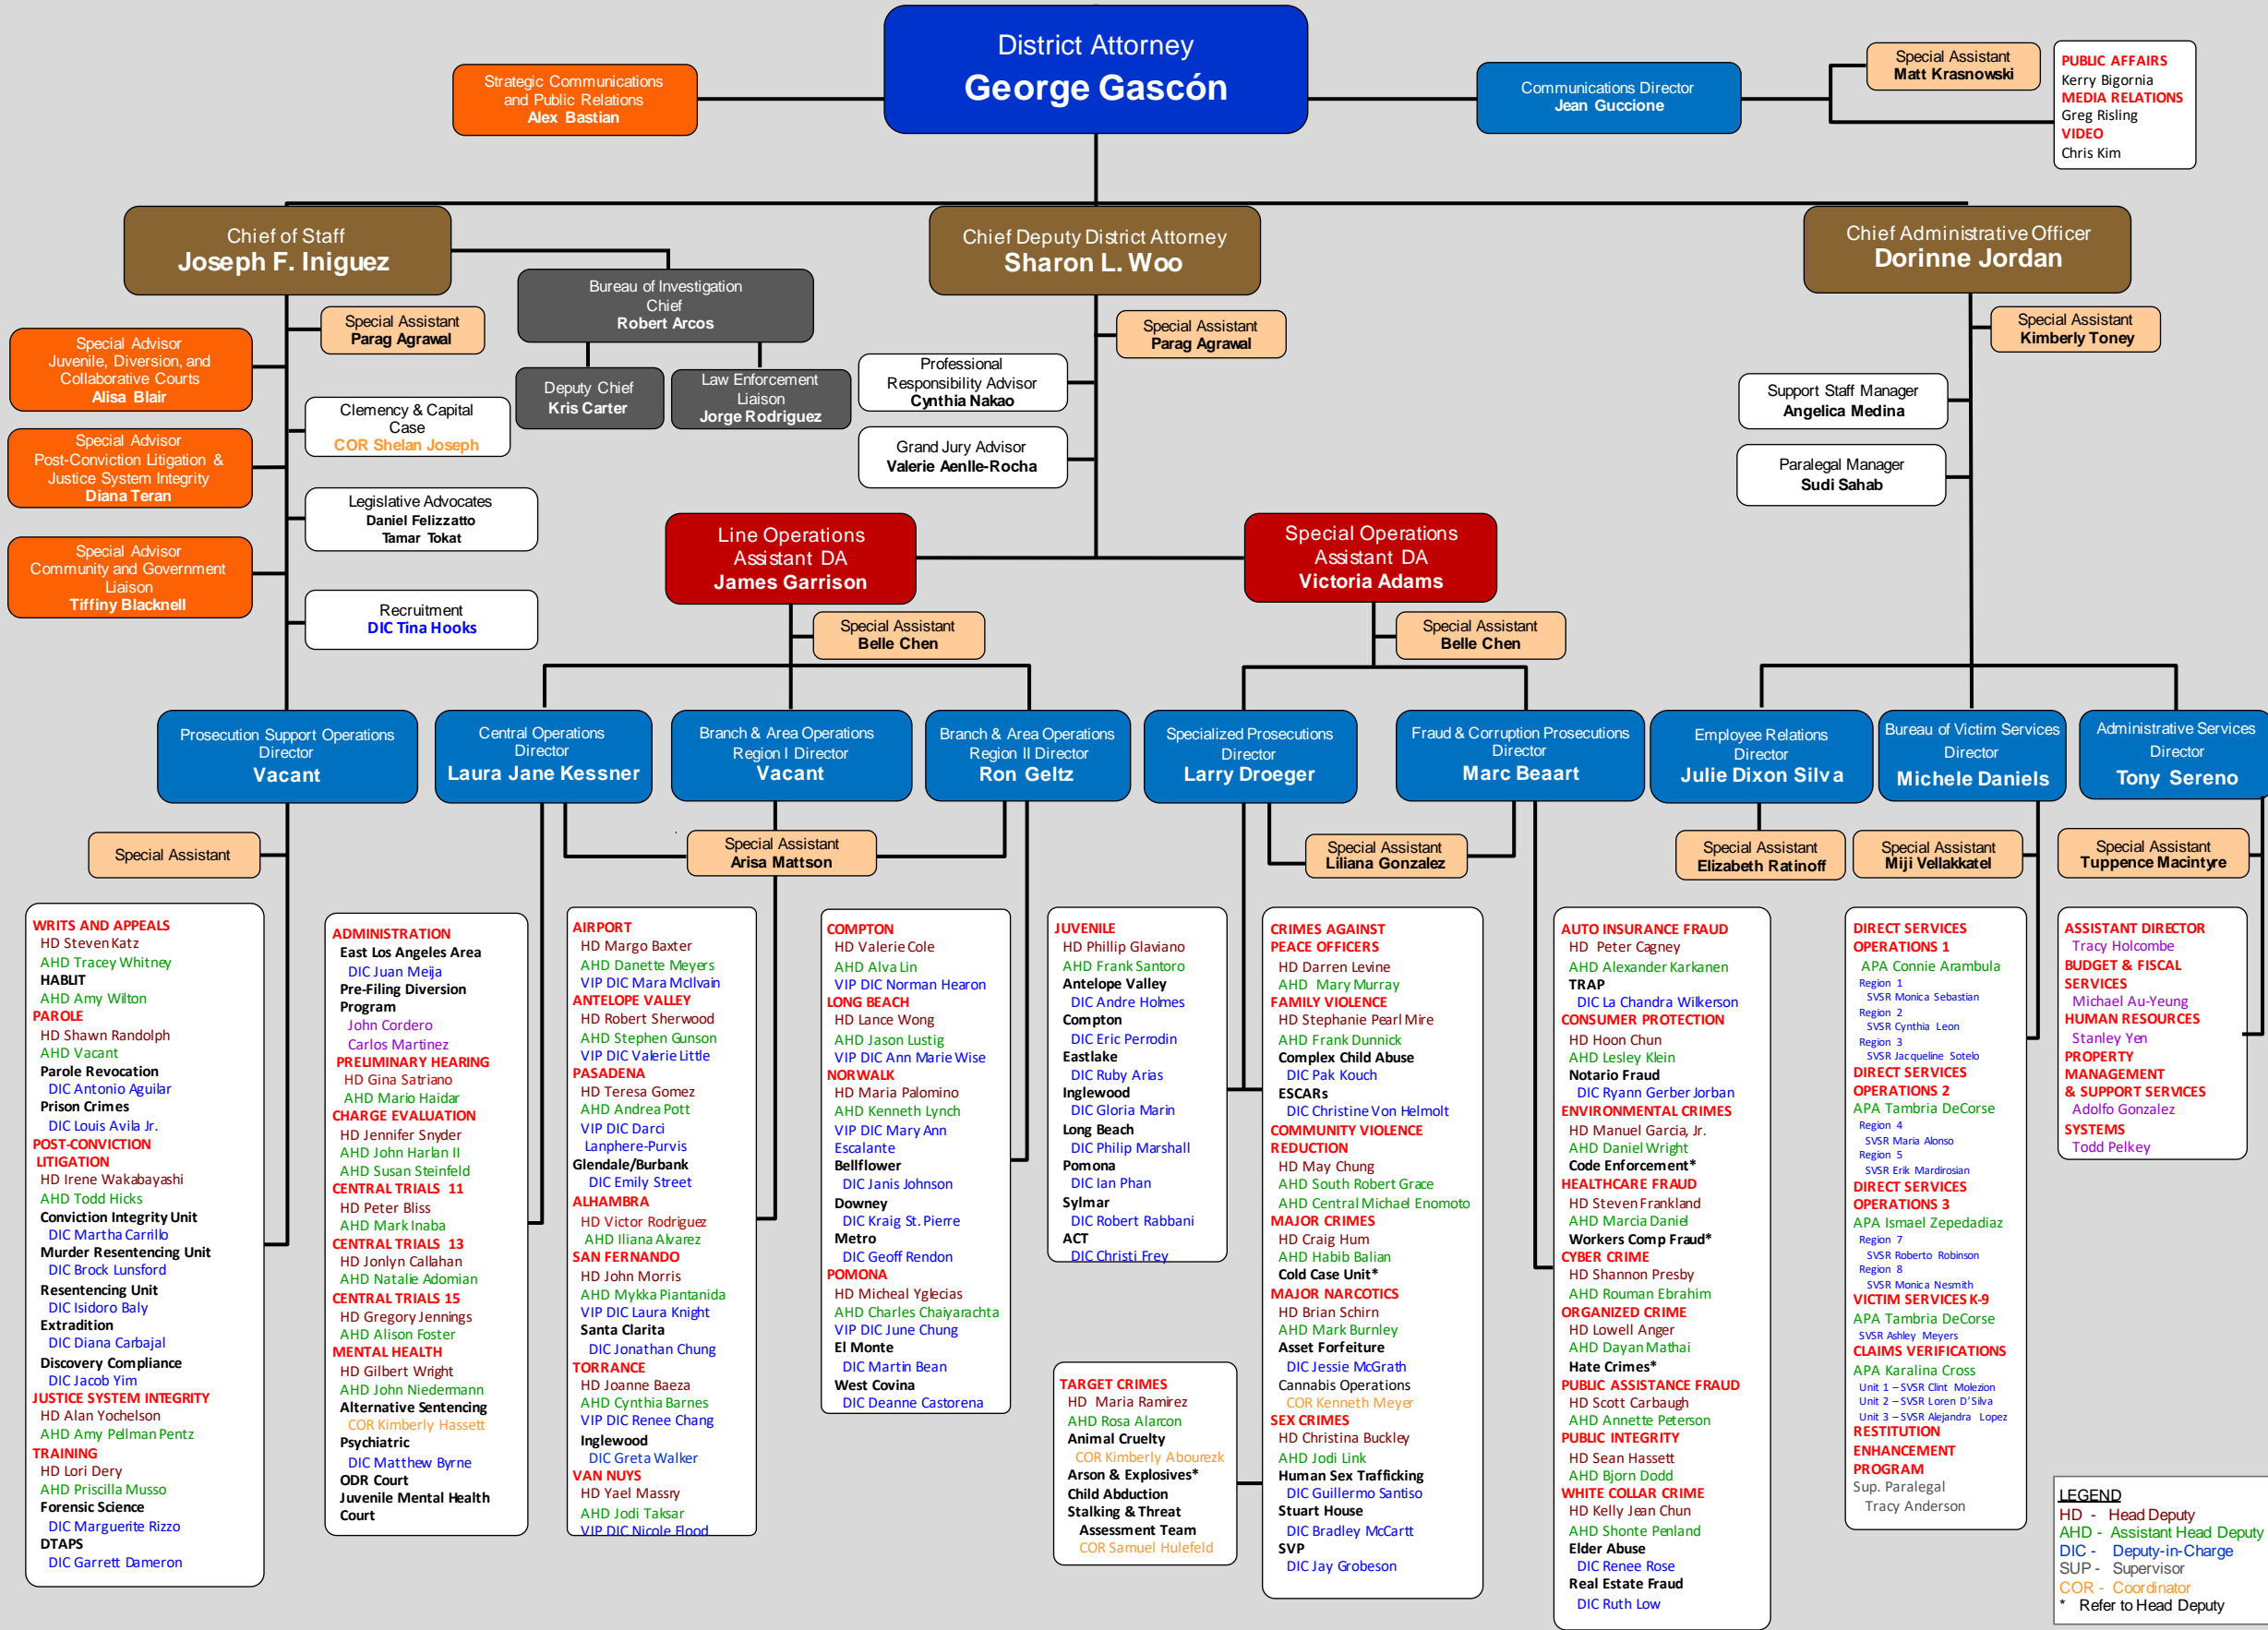 District Attorney
George Gascón
Strategic Communications
and Public Relations
Alex Bastian
Communications Director
Jean Guccione
Special Assistant
Matt Krasnowski
PUBLIC AFFAIRS
Kerry Bigornia
MEDIA RELATIONS
Greg Risling
VIDEO
Chris Kim
Chief of Staff
Joseph F. Iniguez
Chief Deputy District Attorney
Sharon L. Woo
Chief Administrative Officer
Dorinne Jordan
Bureau of Investigation
Chief
Robert Arcos
Deputy Chief
Kris Carter
Law Enforcement
Liaison
Jorge Rodriguez
Special Assistant
Parag Agrawal
Special Advisor
Juvenile, Diversion, and
Collaborative Courts
Alisa Blair
Clemency & Capital
Case
COR Shelan Joseph
Special Advisor
Post-Conviction Litigation &
Justice System Integrity
Diana Teran
Legislative Advocates
Daniel Felizzatto
Tamar Tokat
Special Advisor
Community and Government
Liaison
Tiffiny Blacknell
Recruitment
DIC Tina Hooks
Special Assistant
Parag Agrawal
Professional
Responsibility Advisor
Cynthia Nakao
Grand Jury Advisor
Valerie Aenlle-Rocha
Special Assistant
Kimberly Toney
Support Staff Manager
Angelica Medina
Paralegal Manager
Sudi Sahab
Line Operations
Assistant DA
James Garrison
Special Operations
Assistant DA
Victoria Adams
Special Assistant
Belle Chen
Special Assistant
Belle Chen
Prosecution Support Operations
Director
Vacant
Central Operations
Director
Laura Jane Kessner
Branch & Area Operations
Region I Director
Vacant
Branch & Area Operations
Region II Director
Ron Geltz
Specialized Prosecutions
Director
Larry Droeger
Fraud & Corruption Prosecutions
Director
Marc Beaart
Employee Relations
Director
Julie Dixon Silva
Bureau of Victim Services
Director
Michele Daniels
Administrative Services
Director
Tony Sereno
Special Assistant
Special Assistant
Arisa Mattson
Special Assistant
Liliana Gonzalez
Special Assistant
Elizabeth Ratinoff
Special Assistant
Miji Vellakkatel
Special Assistant
Tuppence Macintyre
WRITS AND APPEALS
HD Steven Katz
AHD Tracey Whitney
HABLIT
AHD Amy Wilton
PAROLE
HD Shawn Randolph
AHD Vacant
Parole Revocation
DIC Antonio Aguilar
Prison Crimes
DIC Louis Avila Jr.
POST-CONVICTION
LITIGATION
HD Irene Wakabayashi
AHD Todd Hicks
Conviction Integrity Unit
DIC Martha Carrillo
Murder Resentencing Unit
DIC Brock Lunsford
Resentencing Unit
DIC Isidoro Baly
Extradition
DIC Diana Carbajal
Discovery Compliance
DIC Jacob Yim
JUSTICE SYSTEM INTEGRITY
HD Alan Yochelson
AHD Amy Pellman Pentz
TRAINING
HD Lori Dery
AHD Priscilla Musso
Forensic Science
DIC Marguerite Rizzo
DTAPS
DIC Garrett Dameron
ADMINISTRATION
East Los Angeles Area
DIC Juan Meija
Pre-Filing Diversion
Program
John Cordero
Carlos Martinez
PRELIMINARY HEARING
HD Gina Satriano
AHD Mario Haidar
CHARGE EVALUATION
HD Jennifer Snyder
AHD John Harlan II
AHD Susan Steinfeld
CENTRAL TRIALS 11
HD Peter Bliss
AHD Mark Inaba
CENTRAL TRIALS 13
HD Jonlyn Callahan
AHD Natalie Adomian
CENTRAL TRIALS 15
HD Gregory Jennings
AHD Alison Foster
MENTAL HEALTH
HD Gilbert Wright
AHD John Niedermann
Alternative Sentencing
COR Kimberly Hassett
Psychiatric
DIC Matthew Byrne
ODR Court
Juvenile Mental Health
Court
AIRPORT
HD Margo Baxter
AHD Danette Meyers
VIP DIC Mara McIlvain
ANTELOPE VALLEY
HD Robert Sherwood
AHD Stephen Gunson
VIP DIC Valerie Little
PASADENA
HD Teresa Gomez
AHD Andrea Pott
VIP DIC Darci
Lanphere-Purvis
Glendale/Burbank
DIC Emily Street
ALHAMBRA
HD Victor Rodriguez
AHD Iliana Alvarez
SAN FERNANDO
HD John Morris
AHD Mykka Piantanida
VIP DIC Laura Knight
Santa Clarita
DIC Jonathan Chung
TORRANCE
HD Joanne Baeza
AHD Cynthia Barnes
VIP DIC Renee Chang
Inglewood
DIC Greta Walker
VAN NUYS
HD Yael Massry
AHD Jodi Taksar
VIP DIC Nicole Flood
COMPTON
HD Valerie Cole
AHD Alva Lin
VIP DIC Norman Hearon
LONG BEACH
HD Lance Wong
AHD Jason Lustig
VIP DIC Ann Marie Wise
NORWALK
HD Maria Palomino
AHD Kenneth Lynch
VIP DIC Mary Ann
Escalante
Bellflower
DIC Janis Johnson
Downey
DIC Kraig St. Pierre
Metro
DIC Geoff Rendon
POMONA
HD Micheal Yglecias
AHD Charles Chaiyarachta
VIP DIC June Chung
El Monte
DIC Martin Bean
West Covina
DIC Deanne Castorena
JUVENILE
HD Phillip Glaviano
AHD Frank Santoro
Antelope Valley
DIC Andre Holmes
Compton
DIC Eric Perrodin
Eastlake
DIC Ruby Arias
Inglewood
DIC Gloria Marin
Long Beach
DIC Philip Marshall
Pomona
DIC Ian Phan
Sylmar
DIC Robert Rabbani
ACT
DIC Christi Frey
TARGET CRIMES
HD Maria Ramirez
AHD Rosa Alarcon
Animal Cruelty
COR Kimberly Abourezk
Arson & Explosives*
Child Abduction
Stalking & Threat
Assessment Team
COR Samuel Hulefeld
CRIMES AGAINST
PEACE OFFICERS
HD Darren Levine
AHD Mary Murray
FAMILY VIOLENCE
HD Stephanie Pearl Mire
AHD Frank Dunnick
Complex Child Abuse
DIC Pak Kouch
ESCARs
DIC Christine Von Helmolt
COMMUNITY VIOLENCE
REDUCTION
HD May Chung
AHD South Robert Grace
AHD Central Michael Enomoto
MAJOR CRIMES
HD Craig Hum
AHD Habib Balian
Cold Case Unit*
MAJOR NARCOTICS
HD Brian Schirn
AHD Mark Burnley
Asset Forfeiture
DIC Jessie McGrath
Cannabis Operations
COR Kenneth Meyer
SEX CRIMES
HD Christina Buckley
AHD Jodi Link
Human Sex Trafficking
DIC Guillermo Santiso
Stuart House
DIC Bradley McCartt
SVP
DIC Jay Grobeson
AUTO INSURANCE FRAUD
HD Peter Cagney
AHD Alexander Karkanen
TRAP
DIC La Chandra Wilkerson
CONSUMER PROTECTION
HD Hoon Chun
AHD Lesley Klein
Notario Fraud
DIC Ryann Gerber Jorban
ENVIRONMENTAL CRIMES
HD Manuel Garcia, Jr.
AHD Daniel Wright
Code Enforcement*
HEALTHCARE FRAUD
HD Steven Frankland
AHD Marcia Daniel
Workers Comp Fraud*
CYBER CRIME
HD Shannon Presby
AHD Rouman Ebrahim
ORGANIZED CRIME
HD Lowell Anger
AHD Dayan Mathai
Hate Crimes*
PUBLIC ASSISTANCE FRAUD
HD Scott Carbaugh
AHD Annette Peterson
PUBLIC INTEGRITY
HD Sean Hassett
AHD Bjorn Dodd
WHITE COLLAR CRIME
HD Kelly Jean Chun
AHD Shonte Penland
Elder Abuse
DIC Renee Rose
Real Estate Fraud
DIC Ruth Low
DIRECT SERVICES
OPERATIONS 1
APA Connie Arambula
Region 1
SVSR Monica Sebastian
Region 2
SVSR Cynthia Leon
Region 3
SVSR Jacqueline Sotelo
DIRECT SERVICES
OPERATIONS 2
APA Tambria DeCorse
Region 4
SVSR Maria Alonso
Region 5
SVSR Erik Mardirosian
DIRECT SERVICES
OPERATIONS 3
APA Ismael Zepedadiaz
Region 7
SVSR Roberto Robinson
Region 8
SVSR Monica Nesmith
VICTIM SERVICES K-9
APA Tambria DeCorse
SVSR Ashley Meyers
CLAIMS VERIFICATIONS
APA Karalina Cross
Unit 1 – SVSR Clint Molezion
Unit 2 – SVSR Loren D'Silva
Unit 3 – SVSR Alejandra Lopez
RESTITUTION
ENHANCEMENT
PROGRAM
Sup. Paralegal
Tracy Anderson
ASSISTANT DIRECTOR
Tracy Holcombe
BUDGET & FISCAL
SERVICES
Michael Au-Yeung
HUMAN RESOURCES
Stanley Yen
PROPERTY
MANAGEMENT
& SUPPORT SERVICES
Adolfo Gonzalez
SYSTEMS
Todd Pelkey
LEGEND
HD - Head Deputy
AHD - Assistant Head Deputy
DIC - Deputy-in-Charge
SUP - Supervisor
COR - Coordinator
* Refer to Head Deputy